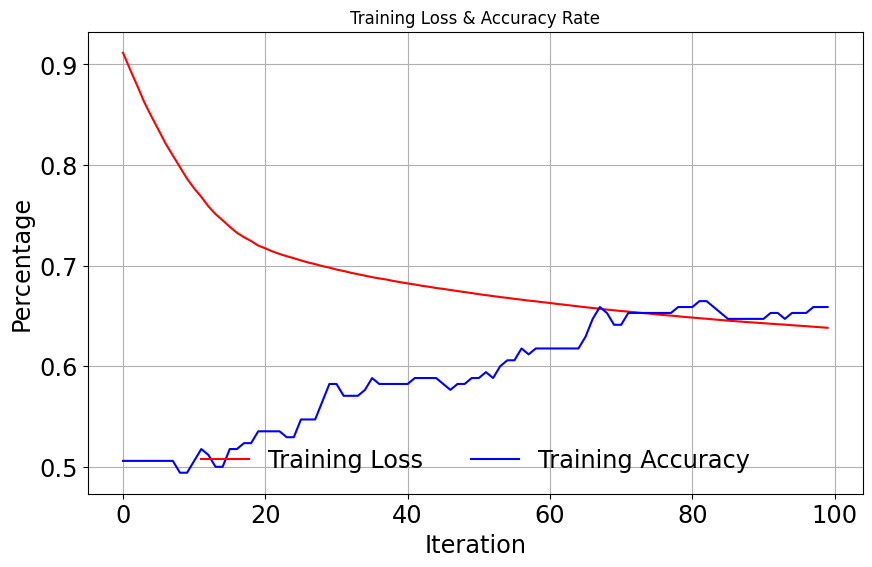 Training Loss & Accuracy Rate
0.9
0.8
0.7
0.6
0.5
Percentage
Training Loss Training Accuracy
0 20 40 60 80 100
Iteration